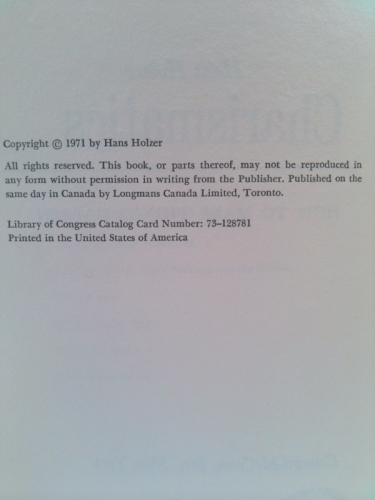 Copyright © 1971 by Hans Holzer
All rights reserved. This book, or parts thereof, may not be reproduced in
any form without permission in writing from the Publisher. Published on the
same day in Canada by Longmans Canada Limited, Toronto.
Library of Congress Catalog Card Number: 73–128781
Printed in the United States of America